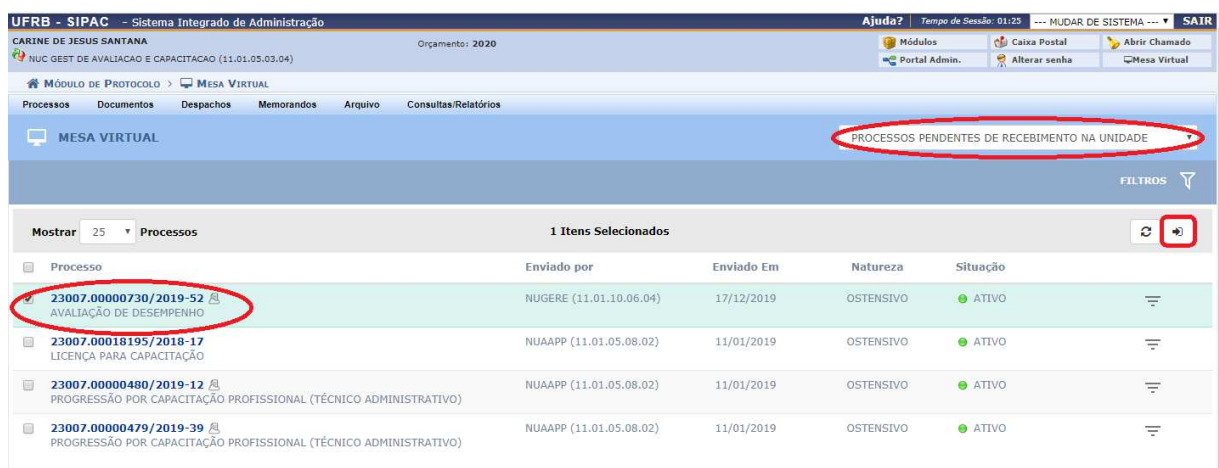 UFRB - SIPAC - Sistema Integrado de Administração Ajuda? Tempo de Sessão: 01:25 --- MUDAR DE SISTEMA --- SAIR
CARINE DE JESUS SANTANA Orçamento: 2020 Módulos Caixa Postal Abrir Chamado
NUC GEST DE AVALIACAO E CAPACITACAO (11.01.05.03.04) Portal Admin. Alterar senha Mesa Virtual
MÓDULO DE PROTOCOLO > MESA VIRTUAL
Processos Documentos Despachos Memorandos Arquivo Consultas/Relatórios
MESA VIRTUAL PROCESSOS PENDENTES DE RECEBIMENTO NA UNIDADE
FILTROS
Mostrar 25 Processos 1 Itens Selecionados
Processo Enviado por Enviado Em Natureza Situação
23007.00000730/2019-52 NUGERE (11.01.10.06.04) 17/12/2019 OSTENSIVO ATIVO
AVALIAÇÃO DE DESEMPENHO
23007.00018195/2018-17 NUAAPP (11.01.05.08.02) 11/01/2019 OSTENSIVO ATIVO
LICENÇA PARA CAPACITAÇÃO
23007.00000480/2019-12 NUAAPP (11.01.05.08.02) 11/01/2019 OSTENSIVO ATIVO
PROGRESSÃO POR CAPACITAÇÃO PROFISSIONAL (TÉCNICO ADMINISTRATIVO)
23007.00000479/2019-39 NUAAPP (11.01.05.08.02) 11/01/2019 OSTENSIVO ATIVO
PROGRESSÃO POR CAPACITAÇÃO PROFISSIONAL (TÉCNICO ADMINISTRATIVO)